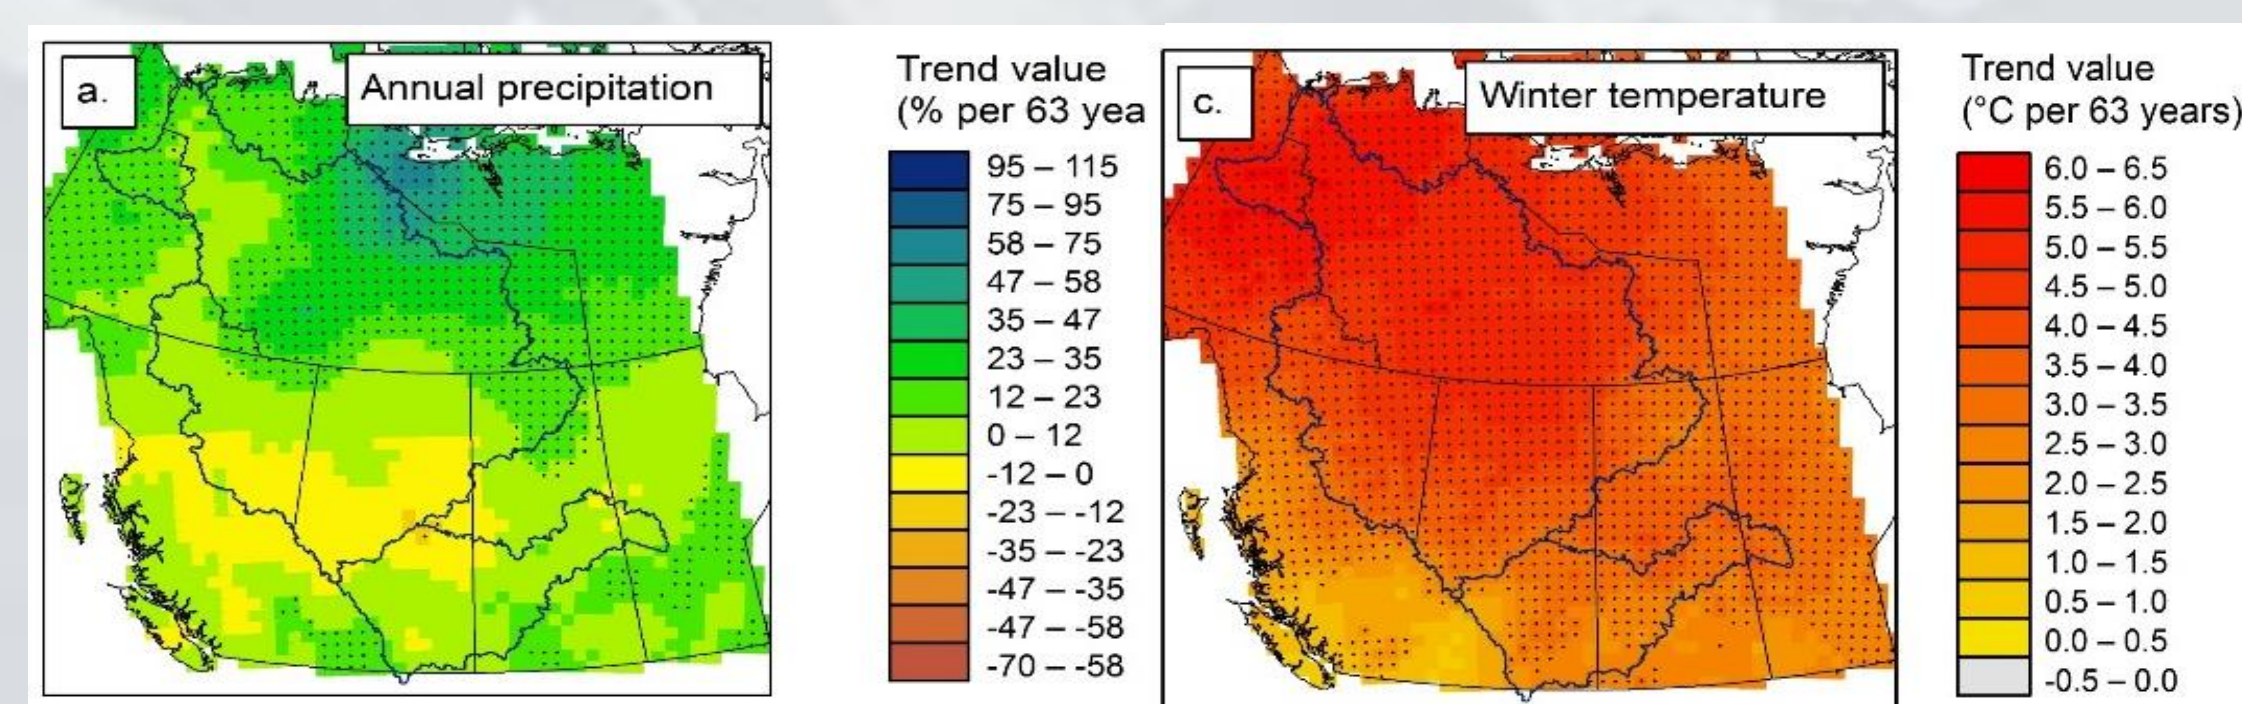 a.
Annual precipitation
Trend value
(% per 63 yea
95 – 115
75 – 95
58 – 75
47 – 58
35 – 47
23 – 35
12 – 23
0 – 12
-12 – 0
-23 – -12
-35 – -23
-47 – -35
-47 – -58
-70 – -58
c.
Winter temperature
Trend value
(°C per 63 years)
6.0 – 6.5
5.5 – 6.0
5.0 – 5.5
4.5 – 5.0
4.0 – 4.5
3.5 – 4.0
3.0 – 3.5
2.5 – 3.0
2.0 – 2.5
1.5 – 2.0
1.0 – 1.5
0.5 – 1.0
0.0 – 0.5
-0.5 – 0.0